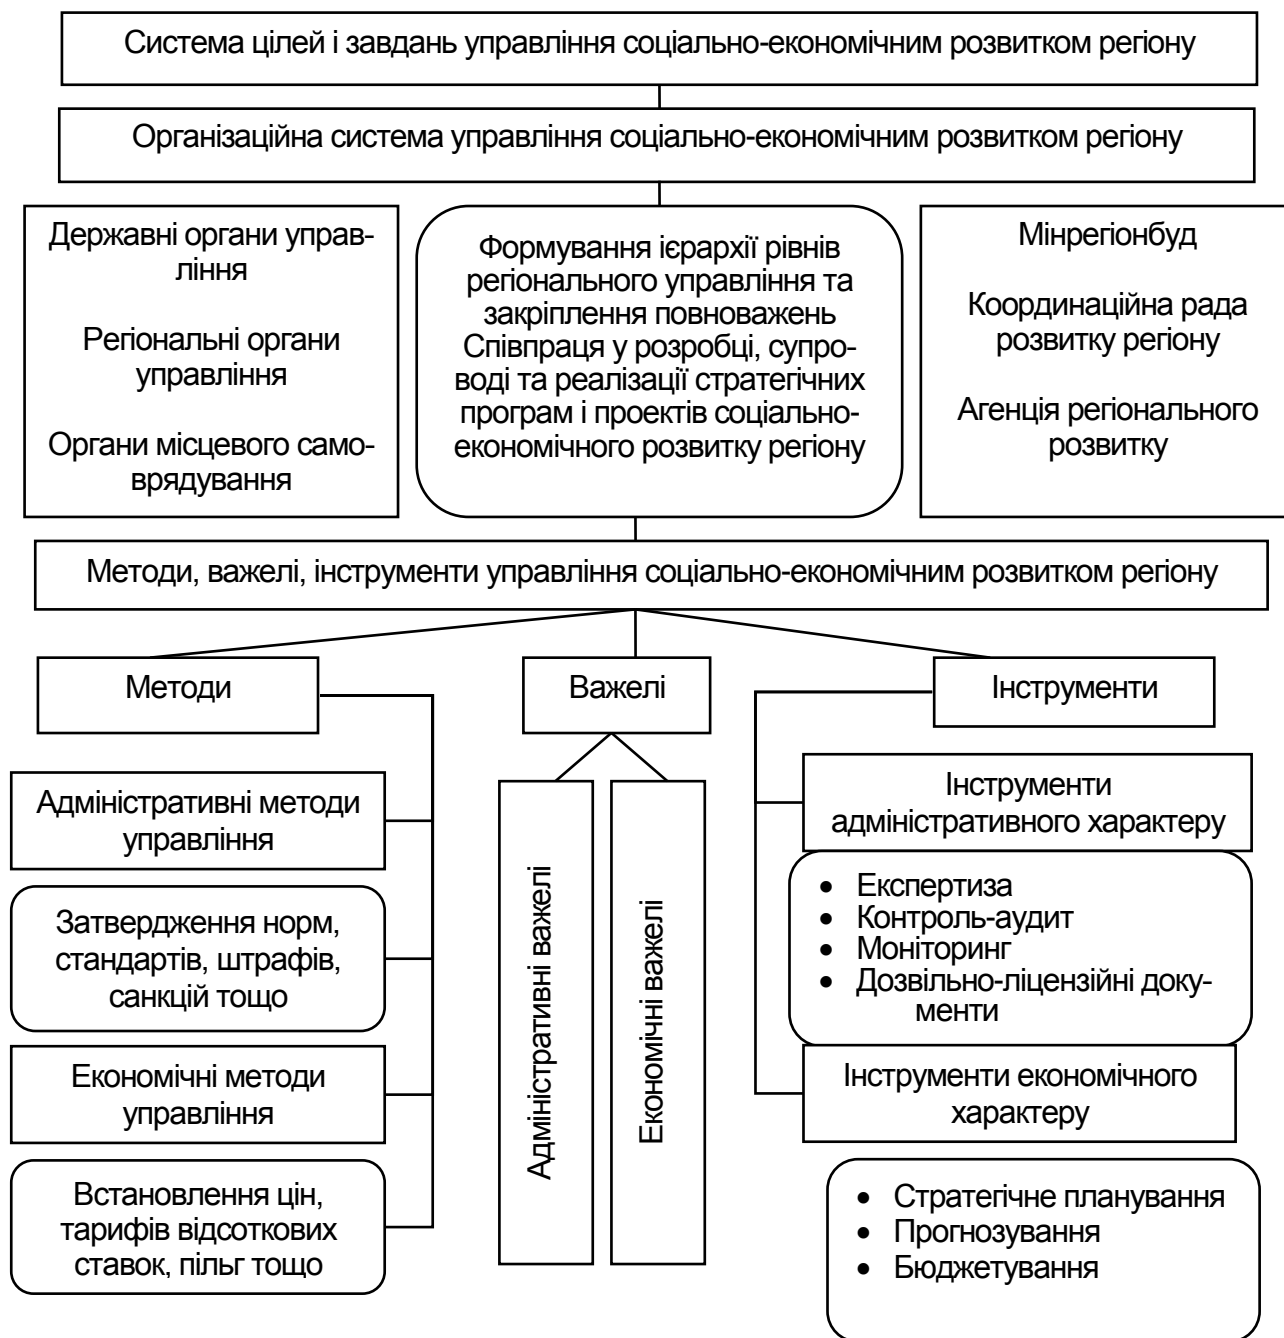 Система цілей і завдань управління соціально-економічним розвитком регіону
Організаційна система управління соціально-економічним розвитком регіону
Державні органи управ-
ління
Регіональні органи
управління
Органи місцевого само-
врядування
Формування ієрархії рівнів
регіонального управління та
закріплення повноважень
Співпраця у розробці, супро-
воді та реалізації стратегічних
програм і проектів соціально-
економічного розвитку регіону
Мінрегіонбуд
Координаційна рада
розвитку регіону
Агенція регіонального
розвитку
Методи, важелі, інструменти управління соціально-економічним розвитком регіону
Методи
Адміністративні методи
управління
Затвердження норм,
стандартів, штрафів,
санкцій тощо
Економічні методи
управління
Встановлення цін,
тарифів відсоткових
ставок, пільг тощо
Важелі
Адміністративні важелі
Економічні важелі
Інструменти
Інструменти
адміністративного характеру
• Експертиза
• Контроль-аудит
• Моніторинг
• Дозвільно-ліцензійні доку-
менти
Інструменти економічного
характеру
• Стратегічне планування
• Прогнозування
• Бюджетування